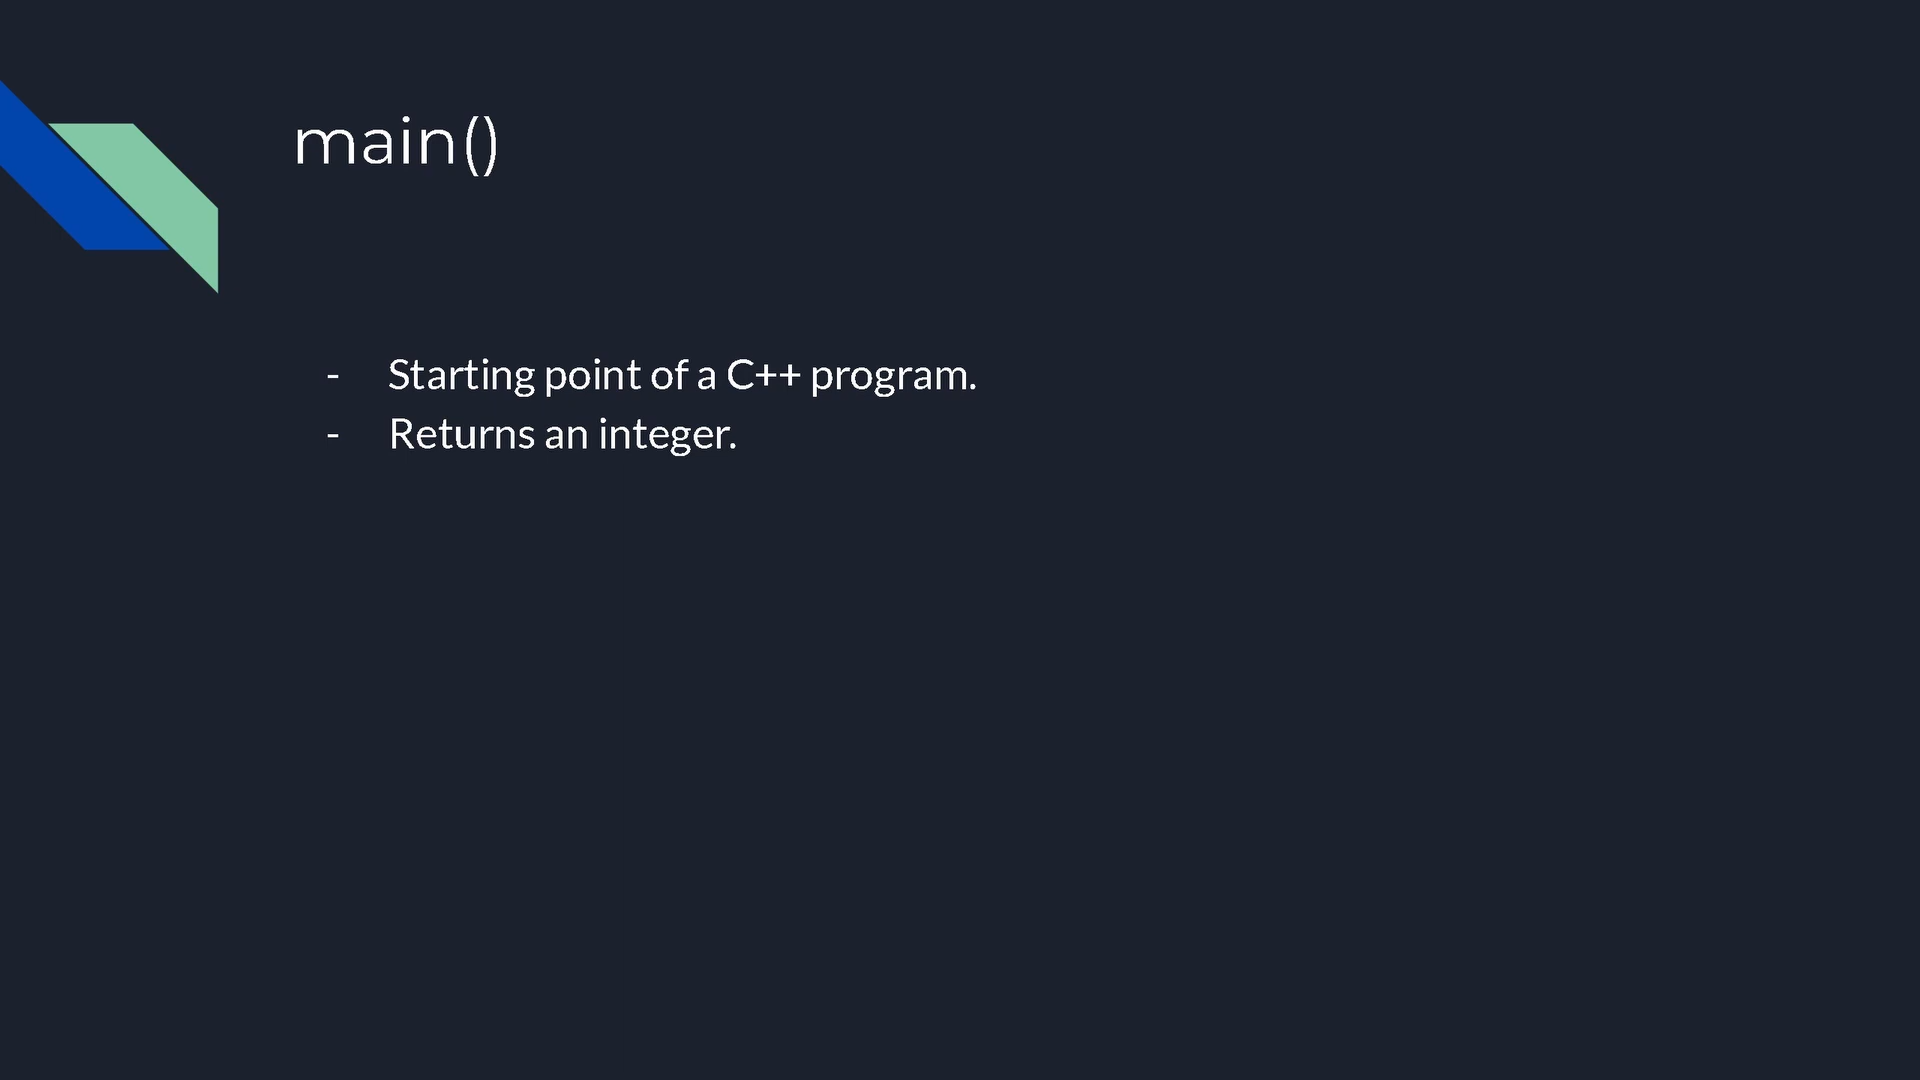 main()
- Starting point of a C++ program.
- Returns an integer.